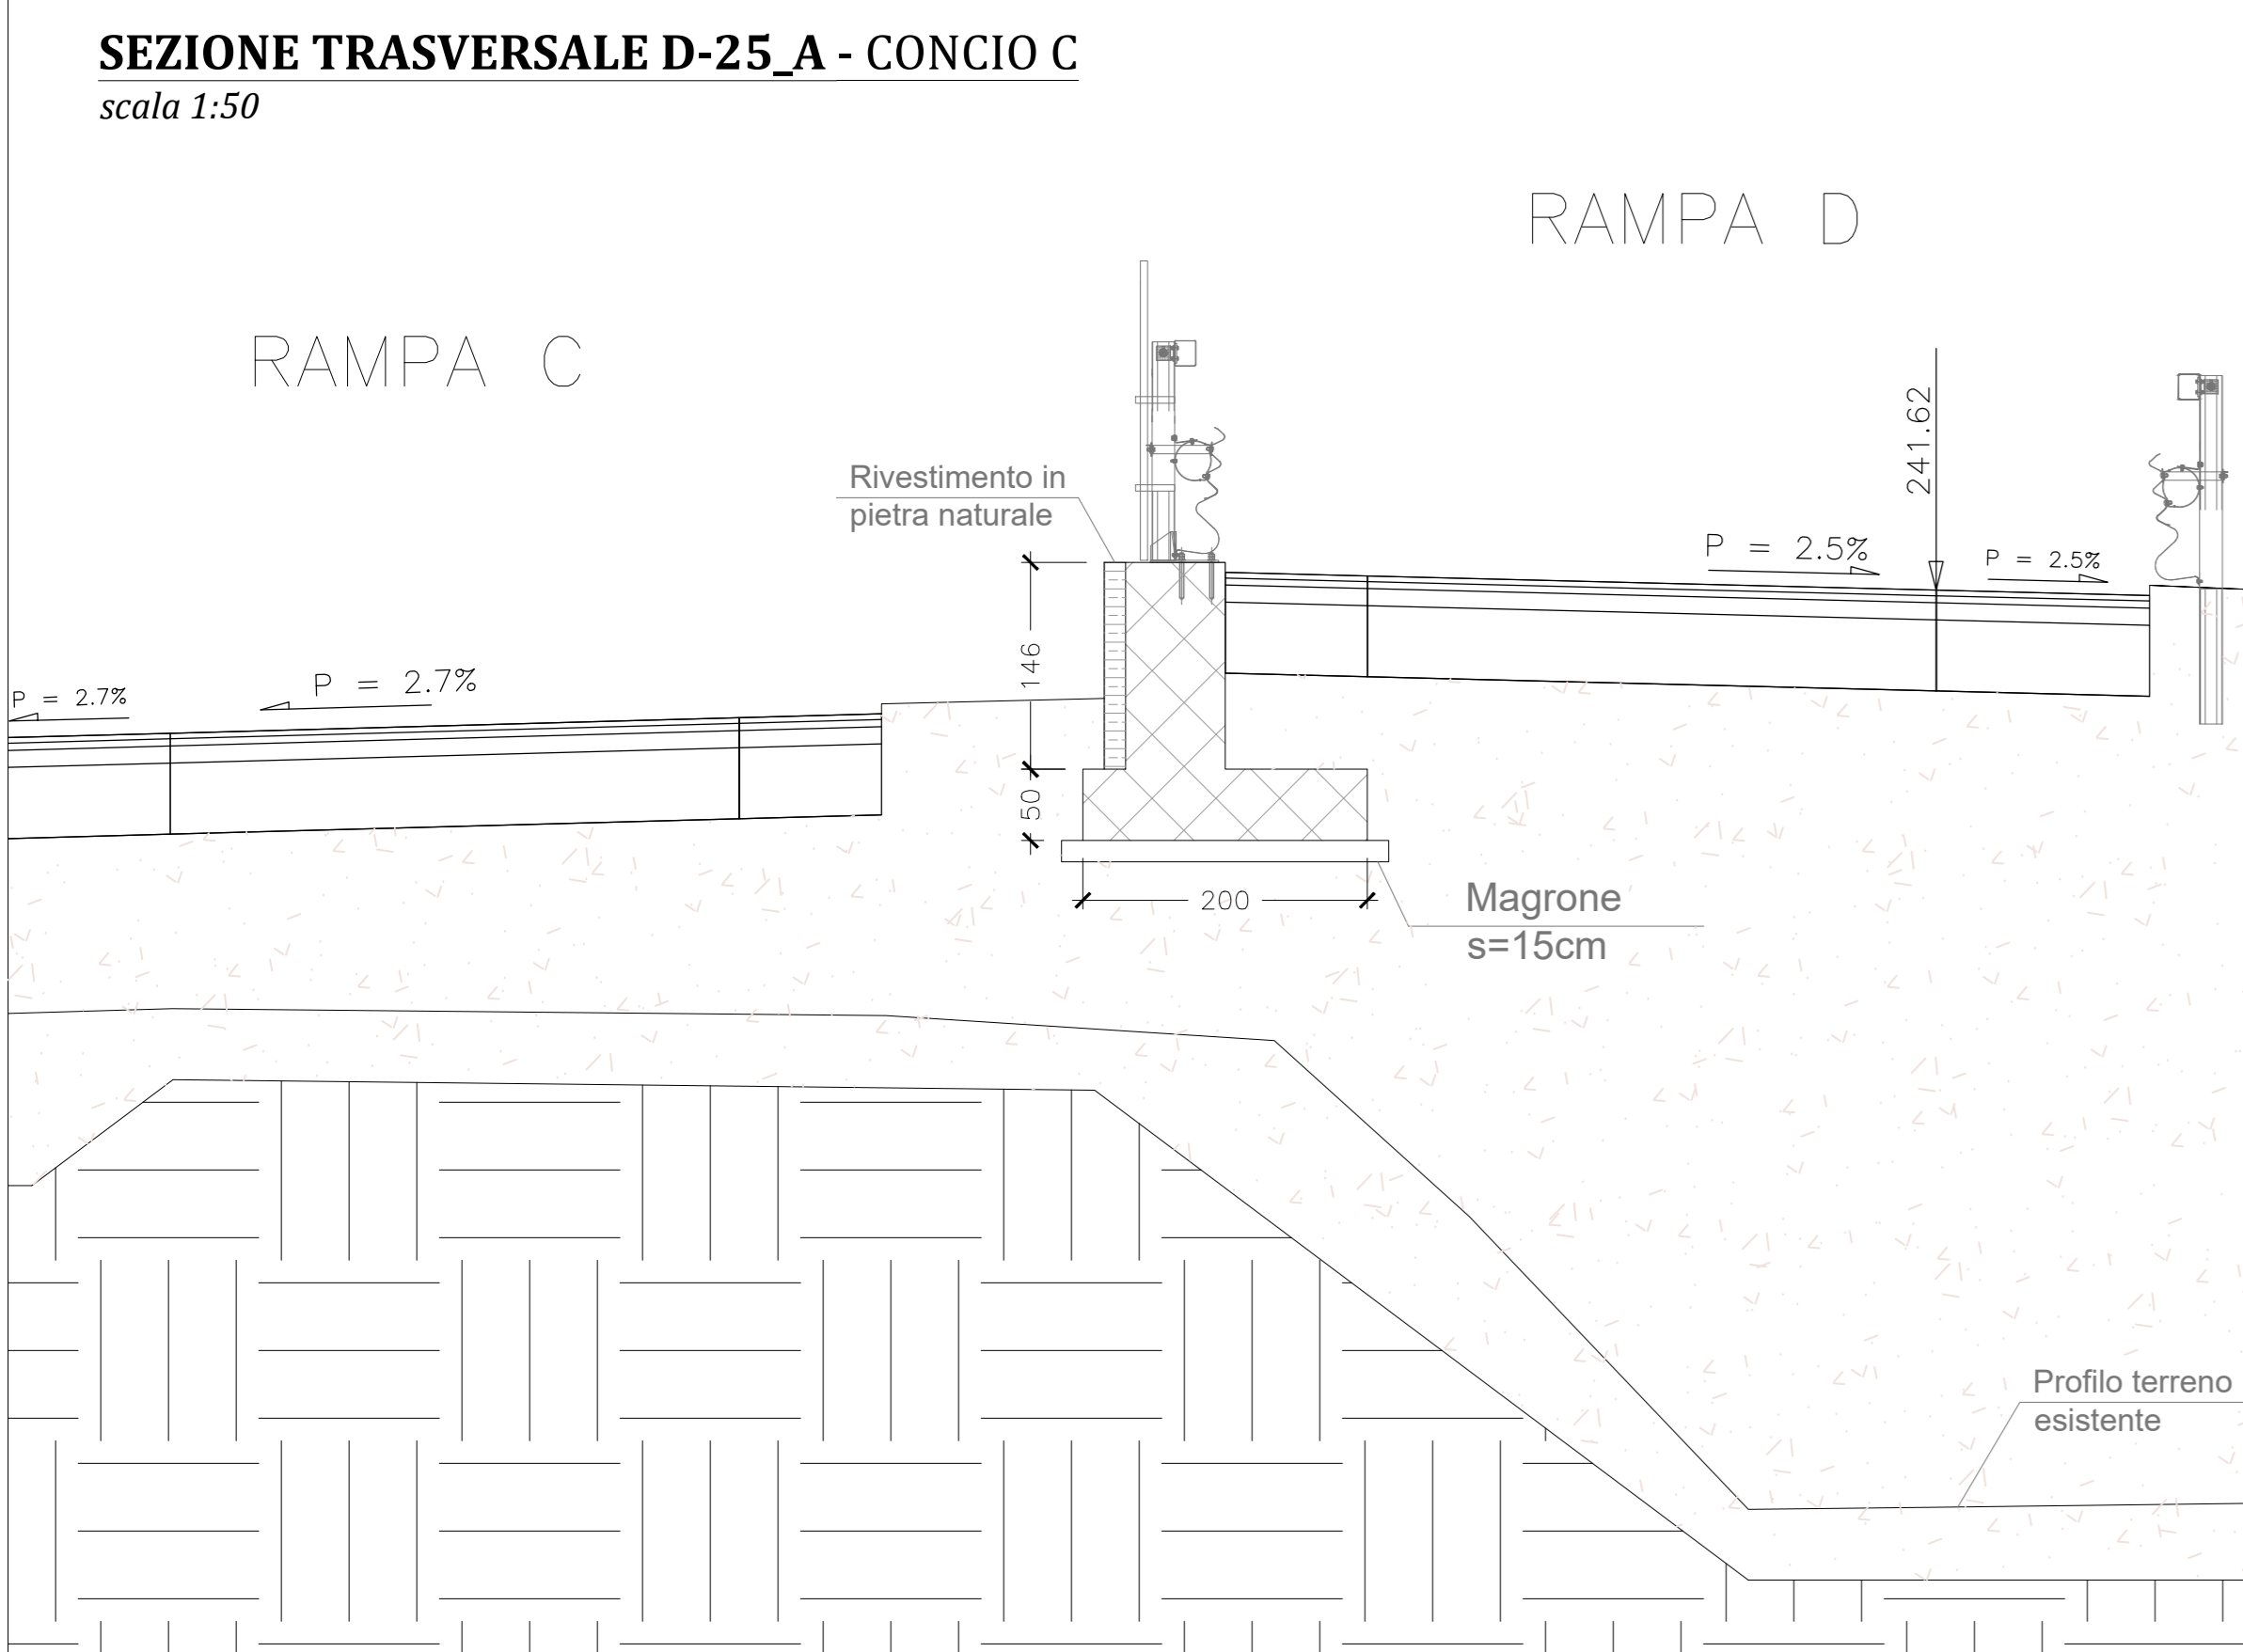 SEZIONE TRASVERSALE D-25_A - CONCIO C
scala 1:50
RAMPA D
RAMPA C
241.62
Rivestimento in
pietra naturale
P = 2.5%
P = 2.5%
146
P = 2.7%
P = 2.7%
50
200
Magrone
s=15cm
Profilo terreno
esistente